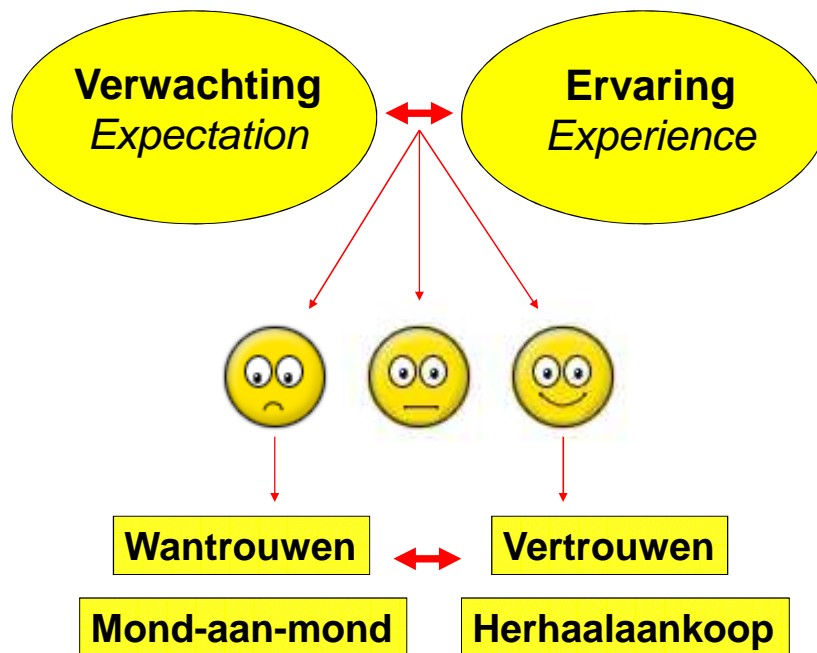 Verwachting
Expectation
Ervaring
Experience
Wantrouwen
Vertrouwen
Mond-aan-mond
Herhaalaankoop